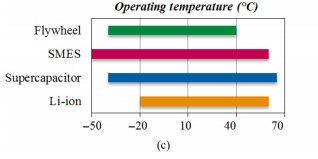 Operating temperature (°C)
Flywheel
SMES
Supercapacitor
Li-ion
−50 −20 10 40 70
(c)